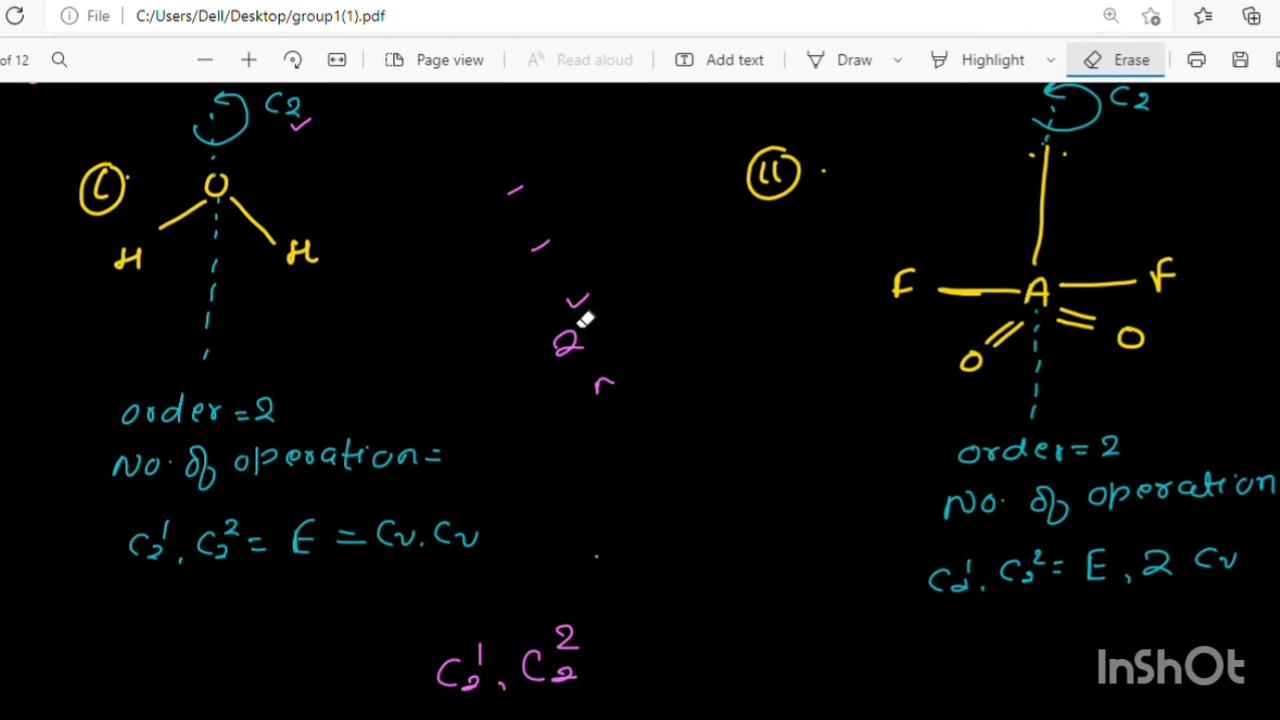 File C:/Users/Dell/Desktop/group1(1).pdf
of 12 Page view Read aloud Add text Draw Highlight Erase
C2
C2
(I)
O
H H
(II)
F A F
O O
2
order = 2
No. of operation =
C₂¹, C₂² = E = Cv. Cv
order = 2
No. of operation
C₂¹, C₂² = E, 2 Cv
C₂¹, C₂²
InShOt